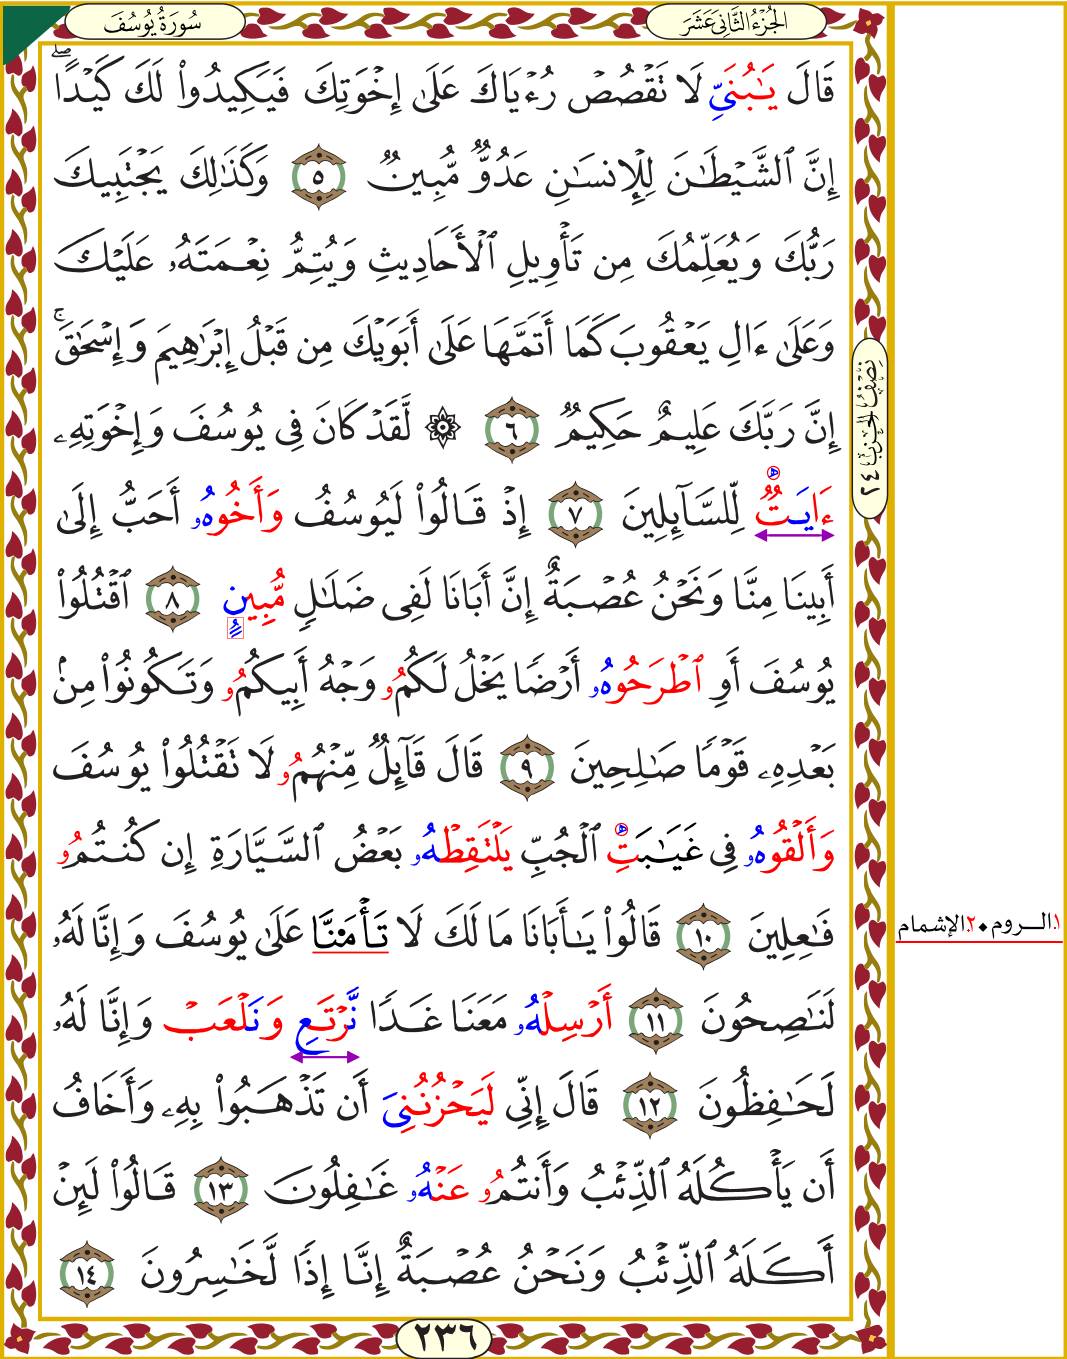 الجُزْءُ الثَّانِي عَشَرَ
سُورَةُ يُوسُفَ
قَالَ يَٰبُنَيِّ لَا تَقۡصُصۡ رُءۡيَاكَ عَلَىٰٓ إِخۡوَتِكَ فَيَكِيدُواْ لَكَ كَيۡدًاۖ
إِنَّ ٱلشَّيۡطَٰنَ لِلۡإِنسَٰنِ عَدُوّٞ مُّبِينٞ ٥ وَكَذَٰلِكَ يَجۡتَبِيكَ
رَبُّكَ وَيُعَلِّمُكَ مِن تَأۡوِيلِ ٱلۡأَحَادِيثِ وَيُتِمُّ نِعۡمَتَهُۥ عَلَيۡكَ
وَعَلَىٰٓ ءَالِ يَعۡقُوبَ كَمَآ أَتَمَّهَا عَلَىٰٓ أَبَوَيۡكَ مِن قَبۡلُ إِبۡرَٰهِيمَ وَإِسۡحَٰقَۚ
إِنَّ رَبَّكَ عَلِيمٌ حَكِيمٞ ٦ ۞ لَّقَدۡ كَانَ فِي يُوسُفَ وَإِخۡوَتِهِۦٓ
ءَايَٰتٞ لِّلسَّآئِلِينَ ٧ إِذۡ قَالُواْ لَيُوسُفُ وَأَخُوهُۥ أَحَبُّ إِلَىٰٓ
أَبِينَا مِنَّا وَنَحۡنُ عُصۡبَةٌ إِنَّ أَبَانَا لَفِي ضَلَٰلٖ مُّبِينٍ ٨ ٱقۡتُلُواْ
يُوسُفَ أَوِ ٱطۡرَحُوهُۥ أَرۡضٗا يَخۡلُ لَكُمُۥ وَجۡهُ أَبِيكُمُۥ وَتَكُونُواْ مِنۢ
بَعۡدِهِۦ قَوۡمٗا صَٰلِحِينَ ٩ قَالَ قَآئِلٞ مِّنۡهُمُۥ لَا تَقۡتُلُواْ يُوسُفَ
وَأَلۡقُوهُۥ فِي غَيَٰبَتِ ٱلۡجُبِّ يَلۡتَقِطۡهُۥ بَعۡضُ ٱلسَّيَّارَةِ إِن كُنتُمُۥ
فَٰعِلِينَ ١٠ قَالُواْ يَٰٓأَبَانَا مَا لَكَ لَا تَأۡمَ۬نَّا عَلَىٰ يُوسُفَ وَإِنَّا لَهُۥ
لَنَٰصِحُونَ ١١ أَرۡسِلۡهُۥ مَعَنَا غَدٗا نَّرۡتَعِ وَنَلۡعَبۡ وَإِنَّا لَهُۥ
لَحَٰفِظُونَ ١٢ قَالَ إِنِّي لَيَحۡزُنُنِيَ أَن تَذۡهَبُواْ بِهِۦ وَأَخَافُ
أَن يَأۡكُلَهُ ٱلذِّئۡبُ وَأَنتُمُۥ عَنۡهُۥ غَٰفِلُونَ ١٣ قَالُواْ لَئِنۡ
أَكَلَهُ ٱلذِّئۡبُ وَنَحۡنُ عُصۡبَةٌ إِنَّآ إِذٗا لَّخَٰسِرُونَ ١٤
٢٣٦
نِصْفُ الحِزْبِ ٢٤
١.الـروم • ٢.الإشمام